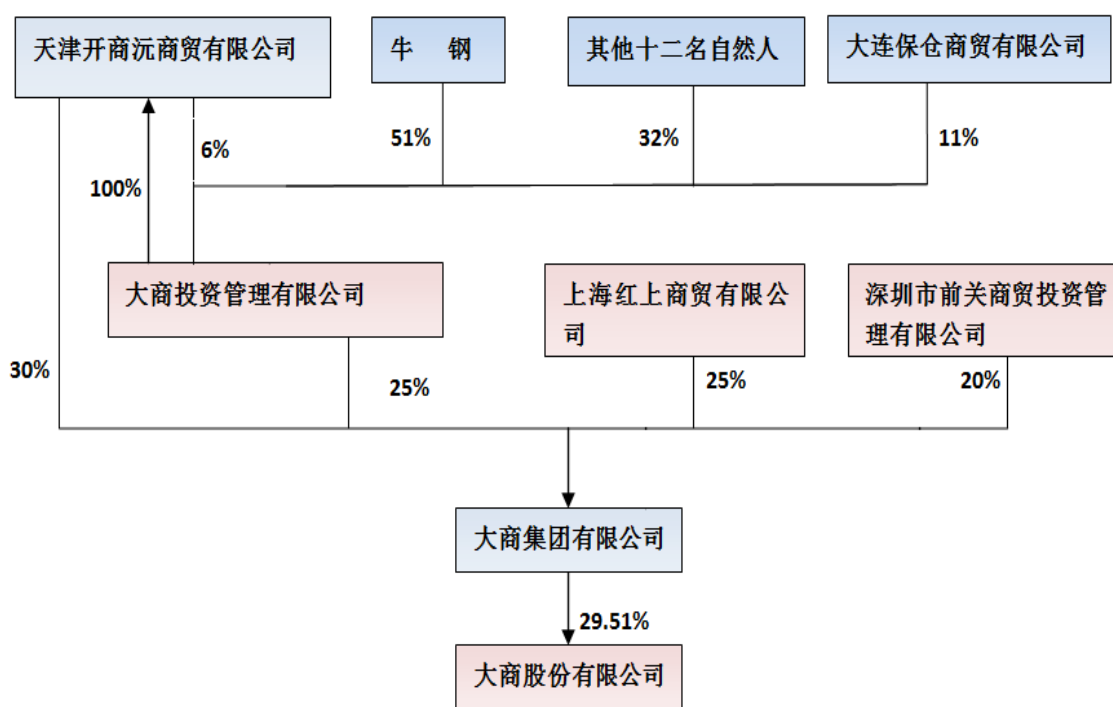 天津开商沅商贸有限公司
牛 钢
其他十二名自然人
大连保仓商贸有限公司
6%
51%
32%
11%
100%
大商投资管理有限公司
上海红上商贸有限公
司
深圳市前关商贸投资管
理有限公司
30%
25%
25%
20%
大商集团有限公司
29.51%
大商股份有限公司